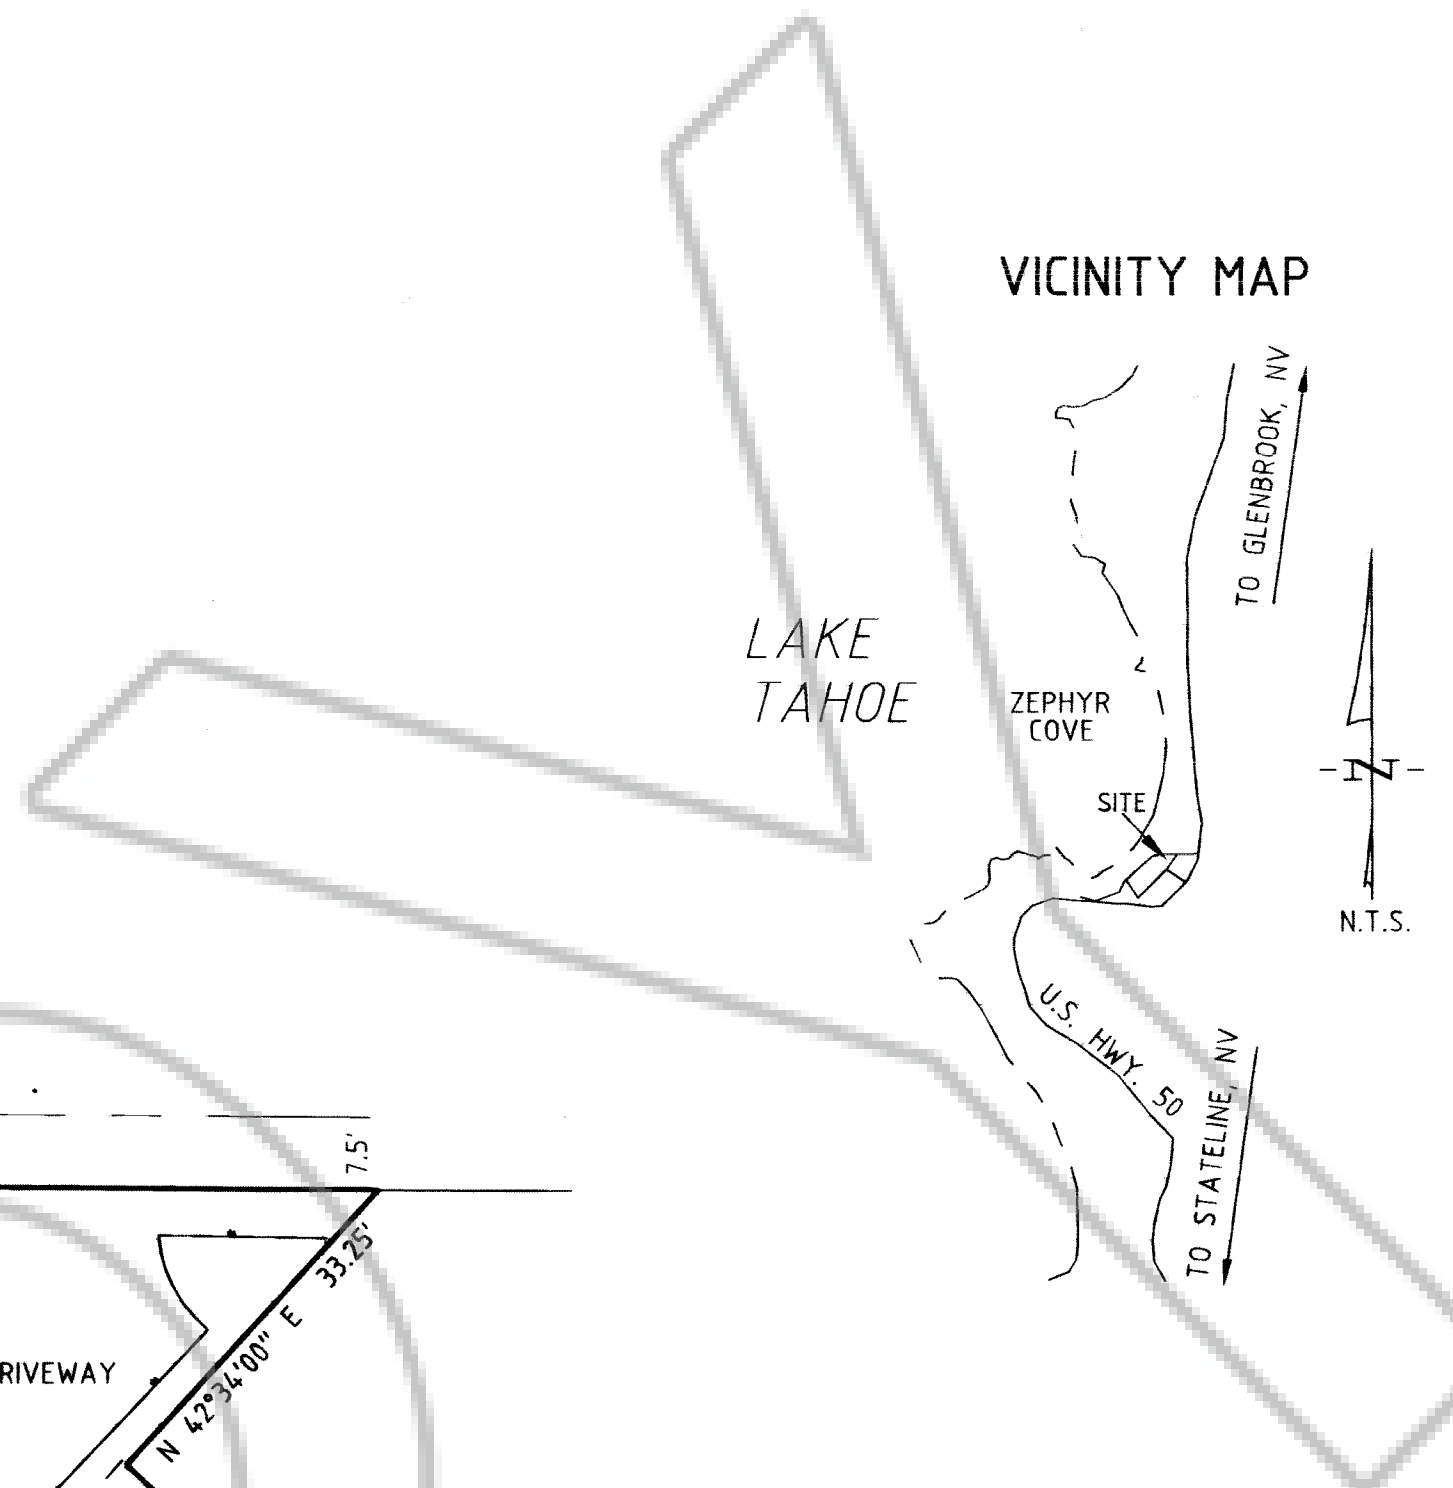 VICINITY MAP
TO GLENBROOK, NV
LAKE
TAHOE
ZEPHYR
COVE
SITE
N
N.T.S.
U.S. HWY. 50
TO STATELINE, NV
7.5'
33.25'
N 42°34'00" E
RIVEWAY